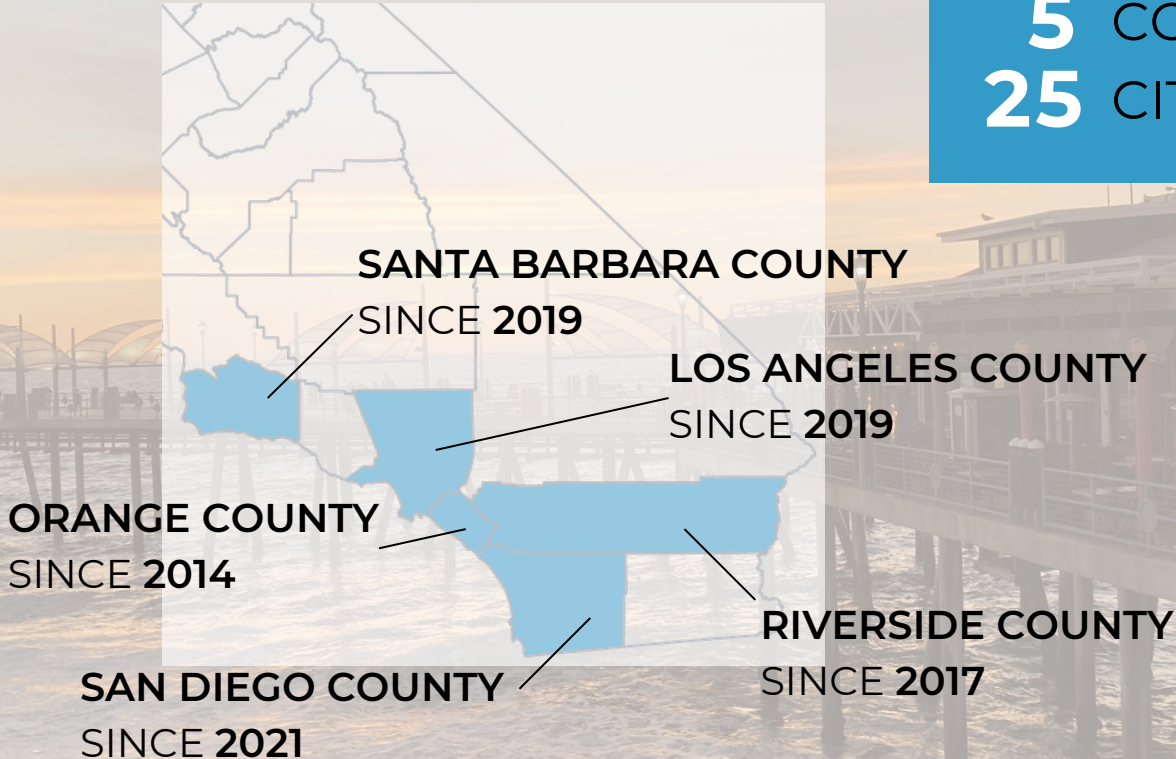 5
25
SANTA BARBARA COUNTY
SINCE 2019
LOS ANGELES COUNTY
SINCE 2019
ORANGE COUNTY
SINCE 2014
RIVERSIDE COUNTY
SINCE 2017
SAN DIEGO COUNTY
SINCE 2021